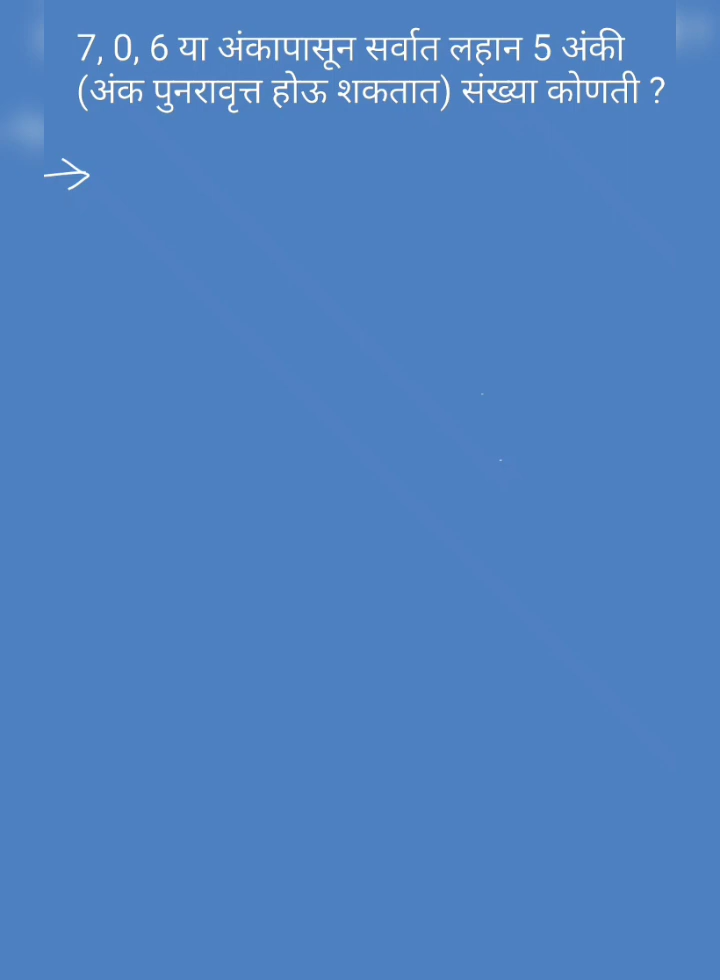 7, 0, 6 या अंकापासून सर्वात लहान 5 अंकी
(अंक पुनरावृत्त होऊ शकतात) संख्या कोणती ?
→